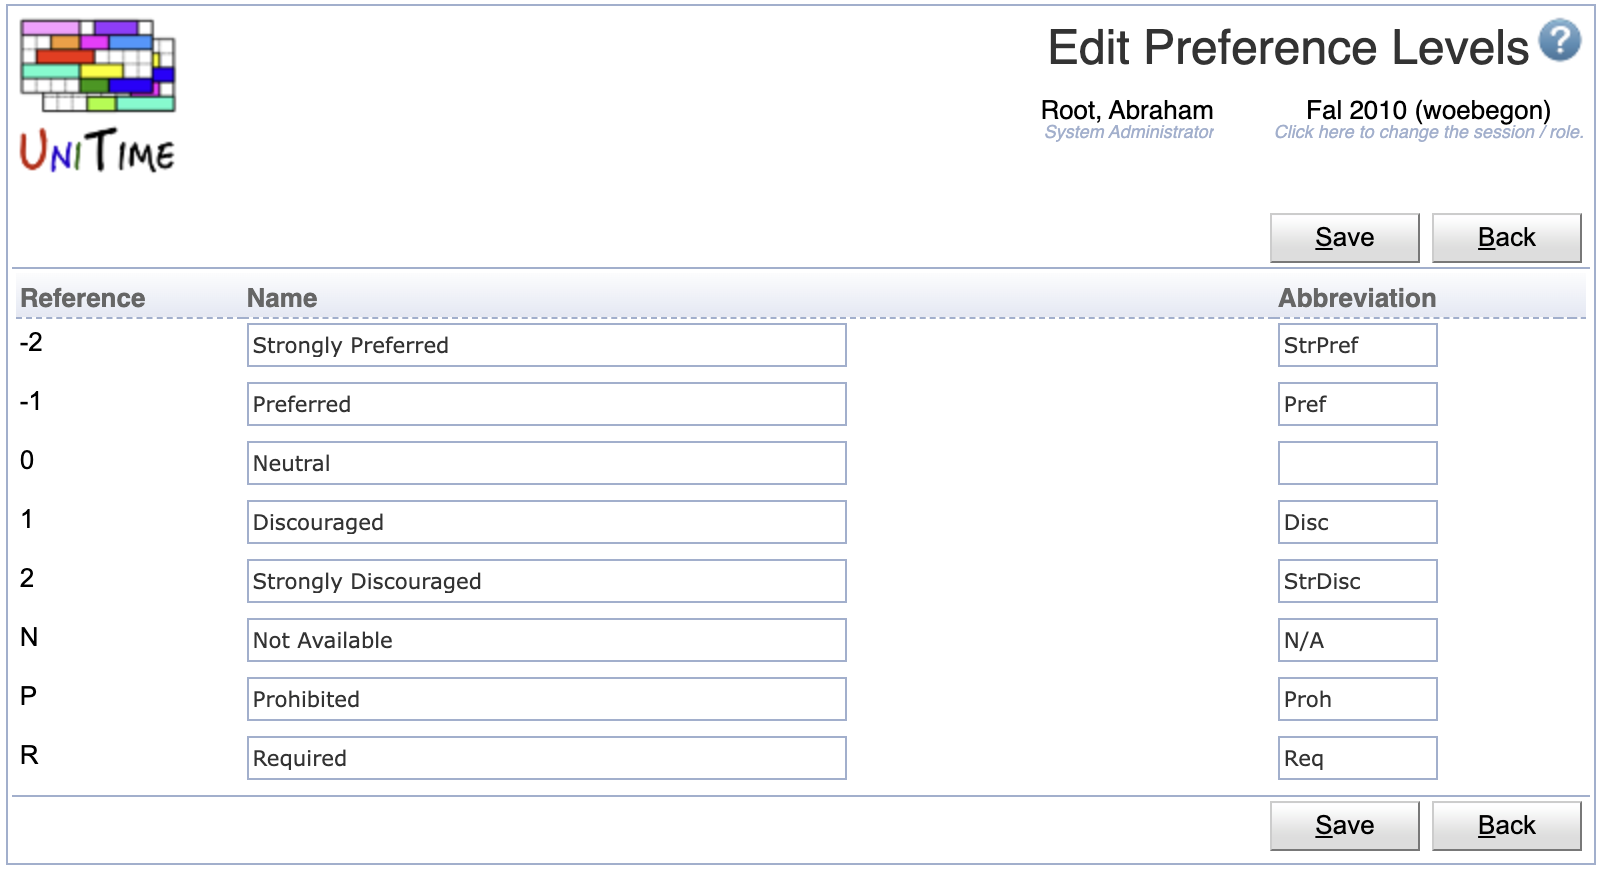 Edit Preference Levels ?
Root, Abraham Fal 2010 (woebegon)
System Administrator Click here to change the session / role.
UNITIME
Save Back
Reference Name Abbreviation
-2 Strongly Preferred StrPref
-1 Preferred Pref
0 Neutral
1 Discouraged Disc
2 Strongly Discouraged StrDisc
N Not Available N/A
P Prohibited Proh
R Required Req
Save Back